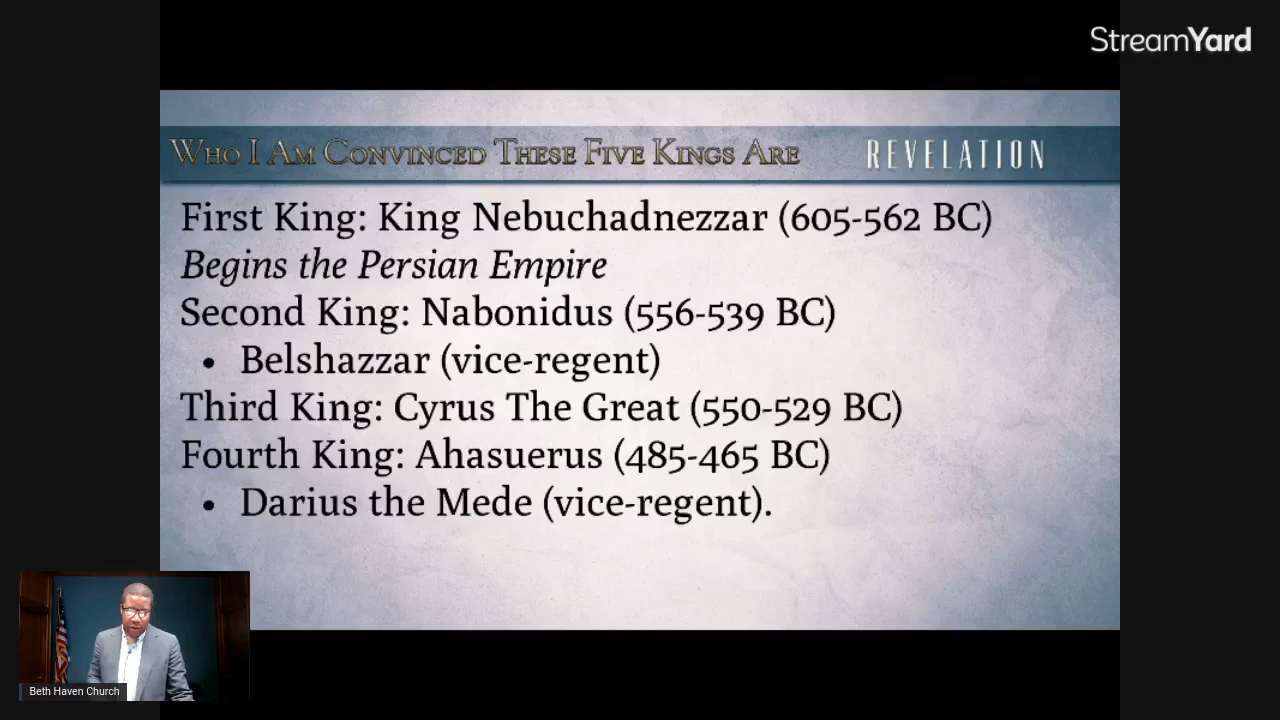 StreamYard
Who I Am Convinced These Five Kings Are
REVELATION
First King: King Nebuchadnezzar (605-562 BC)
Begins the Persian Empire
Second King: Nabonidus (556-539 BC)
• Belshazzar (vice-regent)
Third King: Cyrus The Great (550-529 BC)
Fourth King: Ahasuerus (485-465 BC)
• Darius the Mede (vice-regent).
Beth Haven Church